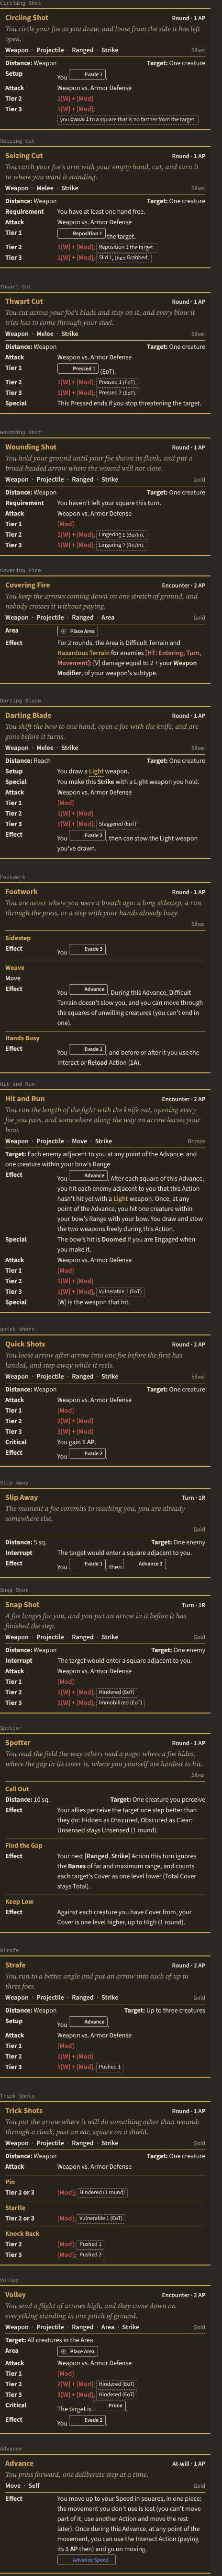 Circling Shot
Circling Shot Round · 1 AP
You circle your foe as you draw, and loose from the side it has left
open.
Weapon · Projectile · Ranged · Strike Silver
Distance: Weapon Target: One creature
Setup You Evade 1.
Attack Weapon vs. Armor Defense
Tier 2 1[W] + [Mod]
Tier 3 1[W] + [Mod];
you Evade 1 to a square that is no farther from the target.
Seizing Cut
Seizing Cut Round · 1 AP
You catch your foe's arm with your empty hand, cut, and turn it
to where you want it standing.
Weapon · Melee · Strike Silver
Distance: Weapon Target: One creature
Requirement You have at least one hand free.
Attack Weapon vs. Armor Defense
Tier 1 Reposition 1 the target.
Tier 2 1[W] + [Mod]; Reposition 1 the target.
Tier 3 1[W] + [Mod]; Slid 1, then Grabbed.
Thwart Cut
Thwart Cut Round · 1 AP
You cut across your foe's blade and stay on it, and every blow it
tries has to come through your steel.
Weapon · Melee · Strike Silver
Distance: Weapon Target: One creature
Attack Weapon vs. Armor Defense
Tier 1 Pressed 1 (EoT).
Tier 2 1[W] + [Mod]; Pressed 1 (EoT).
Tier 3 1[W] + [Mod]; Pressed 2 (EoT).
Special This Pressed ends if you stop threatening the target.
Wounding Shot
Wounding Shot Round · 1 AP
You hold your ground until your foe shows its flank, and put a
broad-headed arrow where the wound will not close.
Weapon · Projectile · Ranged · Strike Gold
Distance: Weapon Target: One creature
Requirement You haven't left your square this turn.
Attack Weapon vs. Armor Defense
Tier 1 [Mod]
Tier 2 1[W] + [Mod]; Lingering 1 (Bo/In).
Tier 3 1[W] + [Mod]; Lingering 2 (Bo/In).
Covering Fire
Covering Fire Encounter · 2 AP
You keep the arrows coming down on one stretch of ground, and
nobody crosses it without paying.
Weapon · Projectile · Ranged · Area Gold
Area Place Area
Effect For 2 rounds, the Area is Difficult Terrain and
Hazardous Terrain for enemies [HT: Entering, Turn,
Movement]: [V] damage equal to 2 + your Weapon
Modifier, of your weapon's subtype.
Darting Blade
Darting Blade Round · 1 AP
You shift the bow to one hand, open a foe with the knife, and are
gone before it turns.
Weapon · Melee · Strike Silver
Distance: Reach Target: One creature
Setup You draw a Light weapon.
Special You make this Strike with a Light weapon you hold.
Attack Weapon vs. Armor Defense
Tier 1 [Mod]
Tier 2 1[W] + [Mod]
Tier 3 1[W] + [Mod]; Staggered (EoT)
Effect You Evade 2, then can stow the Light weapon
you've drawn.
Footwork
Footwork Round · 1 AP
You are never where you were a breath ago: a long sidestep, a run
through the press, or a step with your hands already busy.
Silver
Sidestep
Effect You Evade 3.
Weave
Move
Effect You Advance. During this Advance, Difficult
Terrain doesn't slow you, and you can move through
the squares of unwilling creatures (you can't end in
one).
Hands Busy
Effect You Evade 1, and before or after it you use the
Interact or Reload Action (1A).
Hit and Run
Hit and Run Encounter · 2 AP
You run the length of the fight with the knife out, opening every
foe you pass, and somewhere along the way an arrow leaves your
bow.
Weapon · Projectile · Move · Strike Bronze
Target: Each enemy adjacent to you at any point of the Advance, and
one creature within your bow's Range
Effect You Advance. After each square of this Advance,
you hit each enemy adjacent to you that this Action
hasn't hit yet with a Light weapon. Once, at any
point of the Advance, you hit one creature within
your bow's Range with your bow. You draw and stow
the two weapons freely during this Action.
Special The bow's hit is Doomed if you are Engaged when
you make it.
Attack Weapon vs. Armor Defense
Tier 1 [Mod]
Tier 2 1[W] + [Mod]
Tier 3 1[W] + [Mod]; Vulnerable 1 (EoT)
Special [W] is the weapon that hit.
Quick Shots
Quick Shots Round · 2 AP
You loose arrow after arrow into one foe before the first has
landed, and step away while it reels.
Weapon · Projectile · Ranged · Strike Silver
Distance: Weapon Target: One creature
Attack Weapon vs. Armor Defense
Tier 1 [Mod]
Tier 2 2[W] + [Mod]
Tier 3 3[W] + [Mod]
Critical You gain 1 AP.
Effect You Evade 2.
Slip Away
Slip Away Turn · 1R
The moment a foe commits to reaching you, you are already
somewhere else.
Gold
Distance: 5 sq. Target: One enemy
Interrupt The target would enter a square adjacent to you.
Effect You Evade 1, then Advance 2
Snap Shot
Snap Shot Turn · 1R
A foe lunges for you, and you put an arrow in it before it has
finished the step.
Weapon · Projectile · Ranged · Strike Gold
Distance: Weapon Target: One enemy
Interrupt The target would enter a square adjacent to you.
Attack Weapon vs. Armor Defense
Tier 1 [Mod]
Tier 2 1[W] + [Mod]; Hindered (EoT)
Tier 3 1[W] + [Mod]; Immobilized (EoT)
Spotter
Spotter Round · 1 AP
You read the field the way others read a page: where a foe hides,
where the gap in its cover is, where you yourself are hardest to hit.
Silver
Call Out
Distance: 10 sq. Target: One creature you perceive
Effect Your allies perceive the target one step better than
they do: Hidden as Obscured, Obscured as Clear;
Unsensed stays Unsensed (1 round).
Find the Gap
Effect Your next [Ranged, Strike] Action this turn ignores
the Banes of far and maximum range, and counts
each target's Cover as one level lower (Total Cover
stays Total).
Keep Low
Effect Against each creature you have Cover from, your
Cover is one level higher, up to High (1 round).
Strafe
Strafe Round · 2 AP
You run to a better angle and put an arrow into each of up to
three foes.
Weapon · Projectile · Ranged · Strike Gold
Distance: Weapon Target: Up to three creatures
Setup You Advance.
Attack Weapon vs. Armor Defense
Tier 1 [Mod]
Tier 2 1[W] + [Mod]
Tier 3 1[W] + [Mod]; Pushed 1
Trick Shots
Trick Shots Round · 1 AP
You put the arrow where it will do something other than wound:
through a cloak, past an ear, square on a shield.
Weapon · Projectile · Ranged · Strike Gold
Distance: Weapon Target: One creature
Attack Weapon vs. Armor Defense
Pin
Tier 2 or 3 [Mod]; Hindered (1 round)
Startle
Tier 2 or 3 [Mod]; Vulnerable 1 (EoT)
Knock Back
Tier 2 [Mod]; Pushed 1
Tier 3 [Mod]; Pushed 2
Volley
Volley Encounter · 2 AP
You send a flight of arrows high, and they come down on
everything standing in one patch of ground.
Weapon · Projectile · Ranged · Area · Strike Gold
Target: All creatures in the Area
Area Place Area
Attack Weapon vs. Armor Defense
Tier 1 [Mod]
Tier 2 2[W] + [Mod]; Hindered (EoT)
Tier 3 3[W] + [Mod]; Hindered (EoT)
Critical The target is Prone.
Effect You Evade 2.
Advance
Advance At-will · 1 AP
You press forward, one deliberate step at a time.
Move · Self Gold
Effect You move up to your Speed in squares, in one piece:
the movement you don't use is lost (you can't move
part of it, use another Action and move the rest
later). Once during this Advance, at any point of the
movement, you can use the Interact Action (paying
its 1 AP then) and go on moving.
Advance Speed